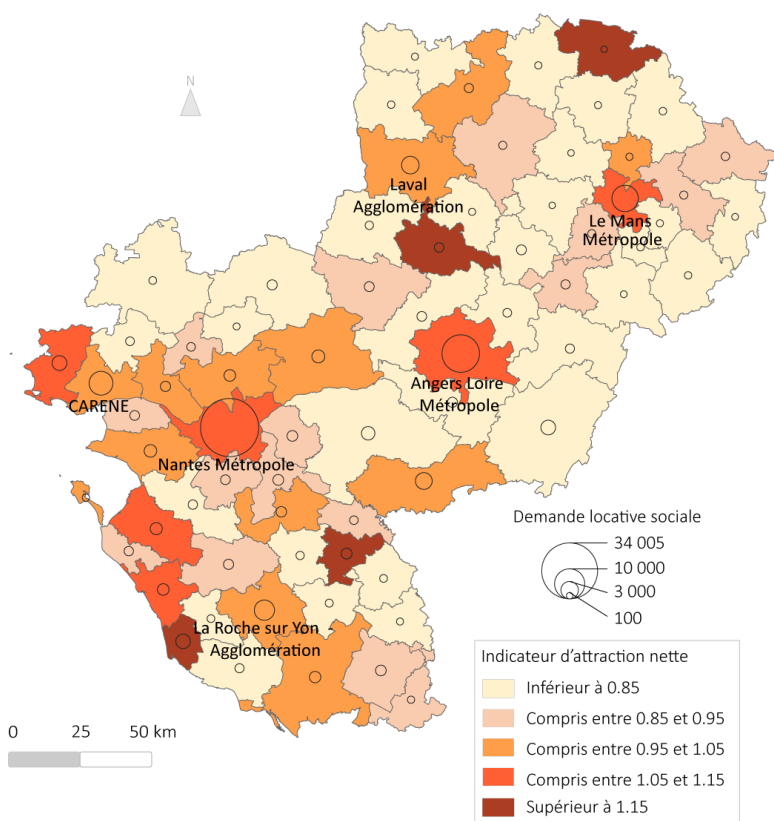 N
Laval
Agglomération
Le Mans
Métropole
Angers Loire
Métropole
CARENE
Nantes Métropole
La Roche sur Yon -
Agglomération
Demande locative sociale
34 005
10 000
3 000
100
Indicateur d'attraction nette
Inférieur à 0.85
Compris entre 0.85 et 0.95
Compris entre 0.95 et 1.05
Compris entre 1.05 et 1.15
Supérieur à 1.15
0 25 50 km